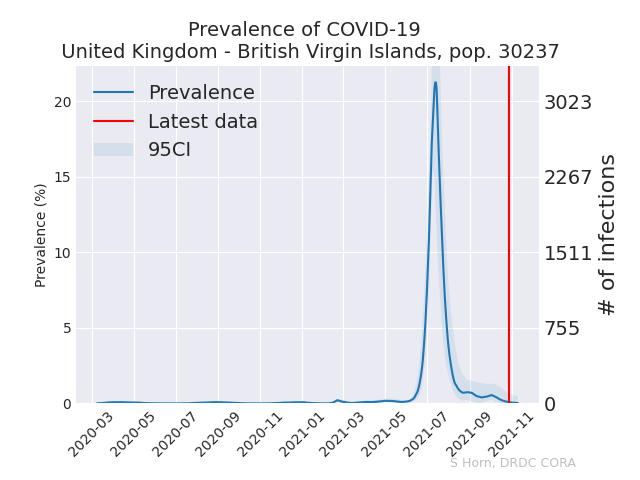 Prevalence of COVID-19
United Kingdom - British Virgin Islands, pop. 30237
Prevalence
Latest data
95CI
Prevalence (%)
20
15
10
5
0
3023
2267
1511
755
0
# of infections
2020-03
2020-05
2020-07
2020-09
2020-11
2021-01
2021-03
2021-05
2021-07
2021-09
2021-11
S Horn, DRDC CORA